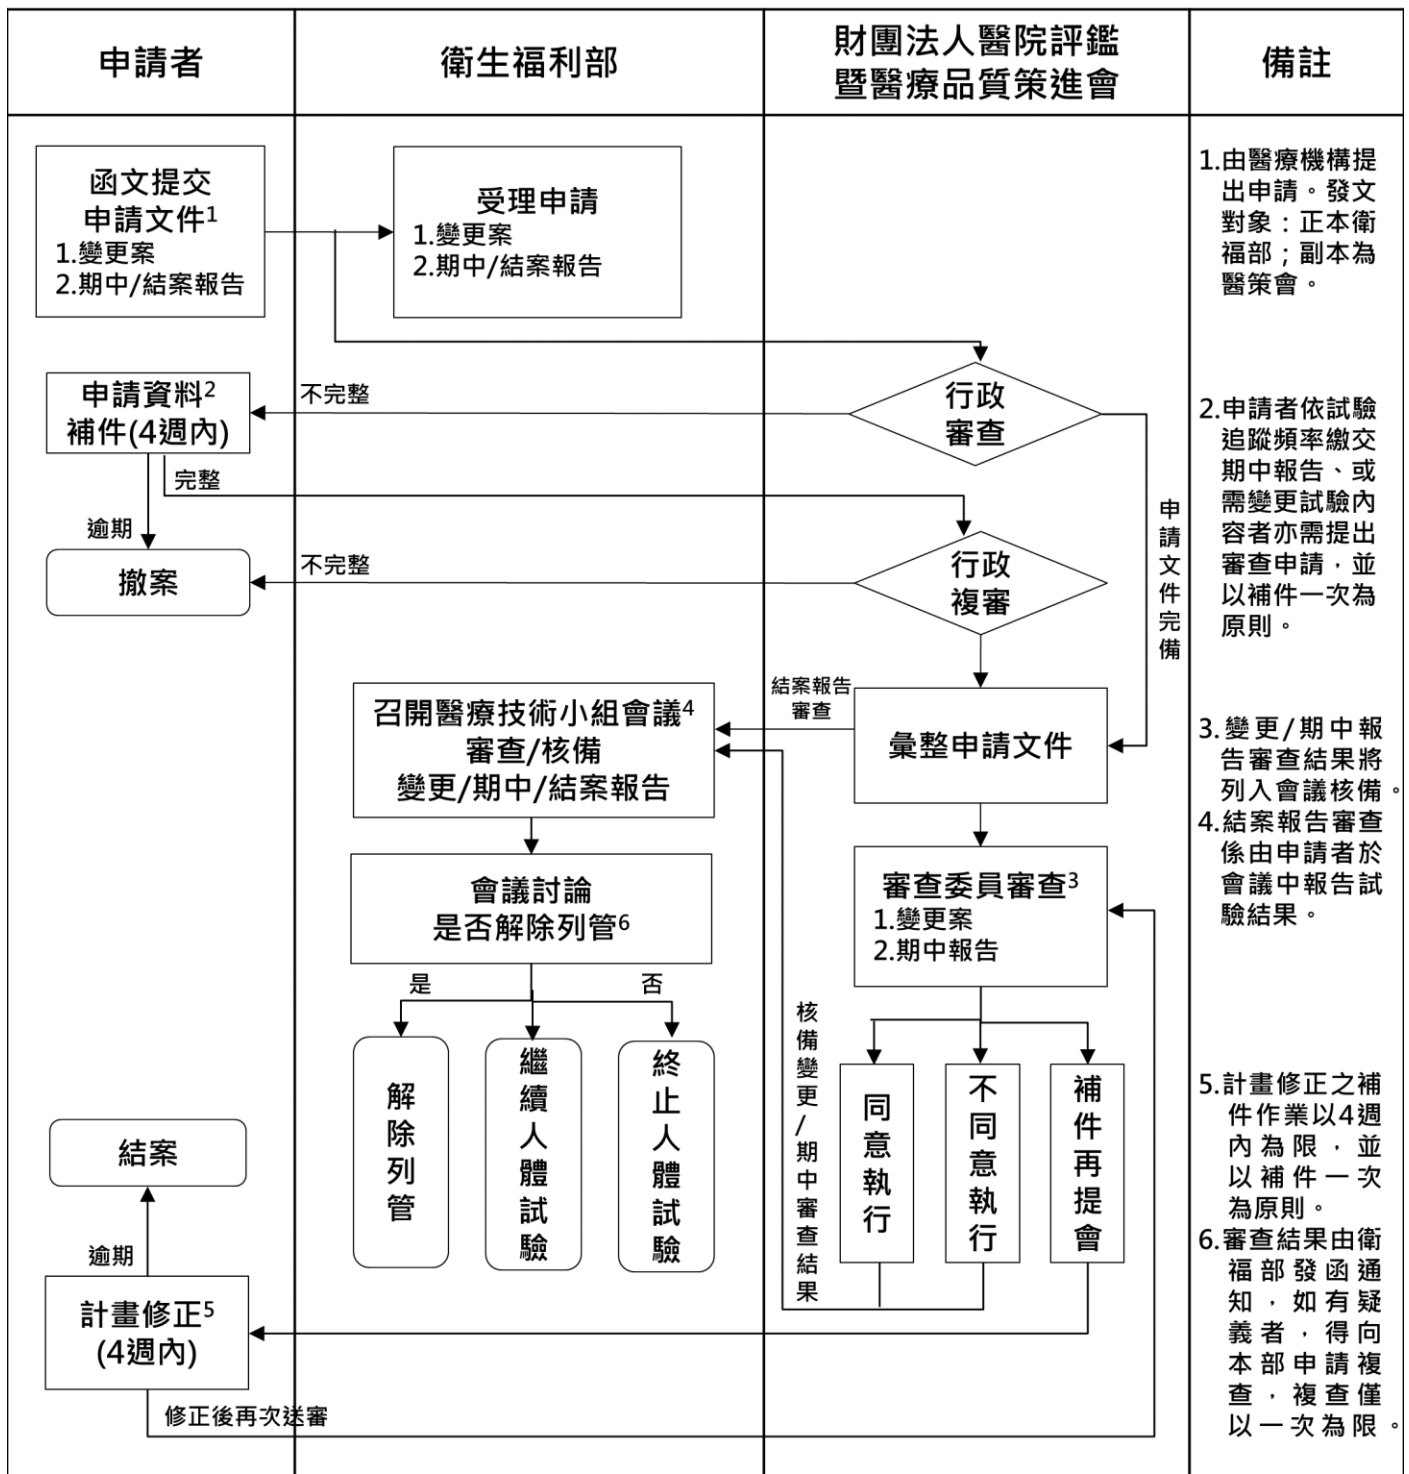 申請者
衛生福利部
財團法人醫院評鑑
暨醫療品質策進會
備註
函文提交
申請文件1
1.變更案
2.期中/結案報告
受理申請
1.變更案
2.期中/結案報告
1.由醫療機構提
出申請。發文
對象：正本衛
福部；副本為
醫策會。
申請資料2
補件(4週內)
不完整
行政
審查
完整
逾期
撤案
不完整
行政
複審
申請文件完備
2.申請者依試驗
追蹤頻率繳交
期中報告、或
需變更試驗內
容者亦需提出
審查申請，並
以補件一次為
原則。
召開醫療技術小組會議4
審查/核備
變更/期中/結案報告
結案報告
審查
彙整申請文件
3.變更/期中報
告審查結果將
列入會議核備。
4.結案報告審查
係由申請者於
會議中報告試
驗結果。
會議討論
是否解除列管6
審查委員審查3
1.變更案
2.期中報告
是
否
解除列管
繼續人體試驗
終止人體試驗
核備變更/期中審查結果
同意執行
不同意執行
補件再提會
結案
逾期
計畫修正5
(4週內)
修正後再次送審
5.計畫修正之補
件作業以4週
內為限，並
以補件一次
為原則。
6.審查結果由衛
福部發函通
知，如有疑
義者，得向
本部申請複
查，複查僅
以一次為限。